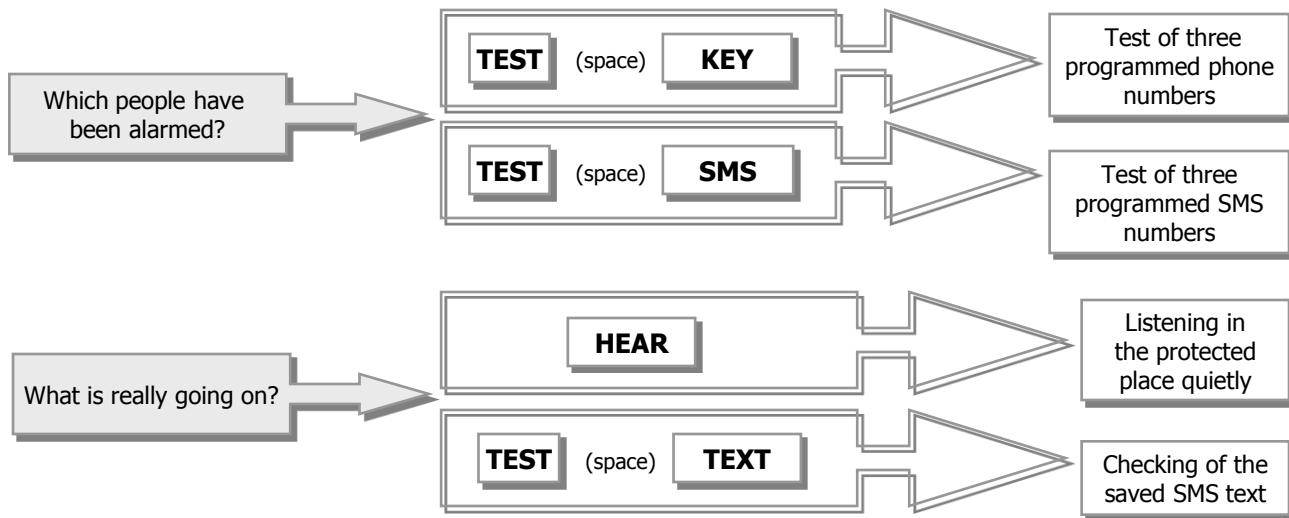 Which people have
been alarmed?
TEST (space) KEY
Test of three
programmed phone
numbers
TEST (space) SMS
Test of three
programmed SMS
numbers
What is really going on?
HEAR
Listening in
the protected
place quietly
TEST (space) TEXT
Checking of the
saved SMS text